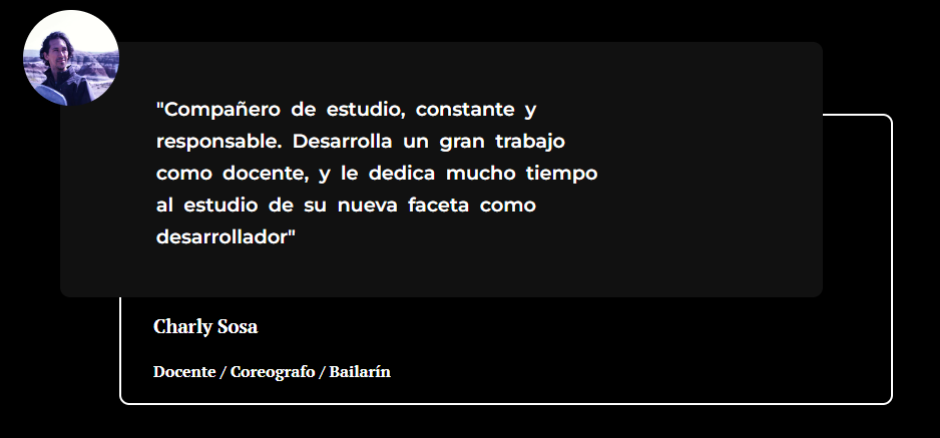 "Compañero de estudio, constante y
responsable. Desarrolla un gran trabajo
como docente, y le dedica mucho tiempo
al estudio de su nueva faceta como
desarrollador"
Charly Sosa
Docente / Coreografo / Bailarín